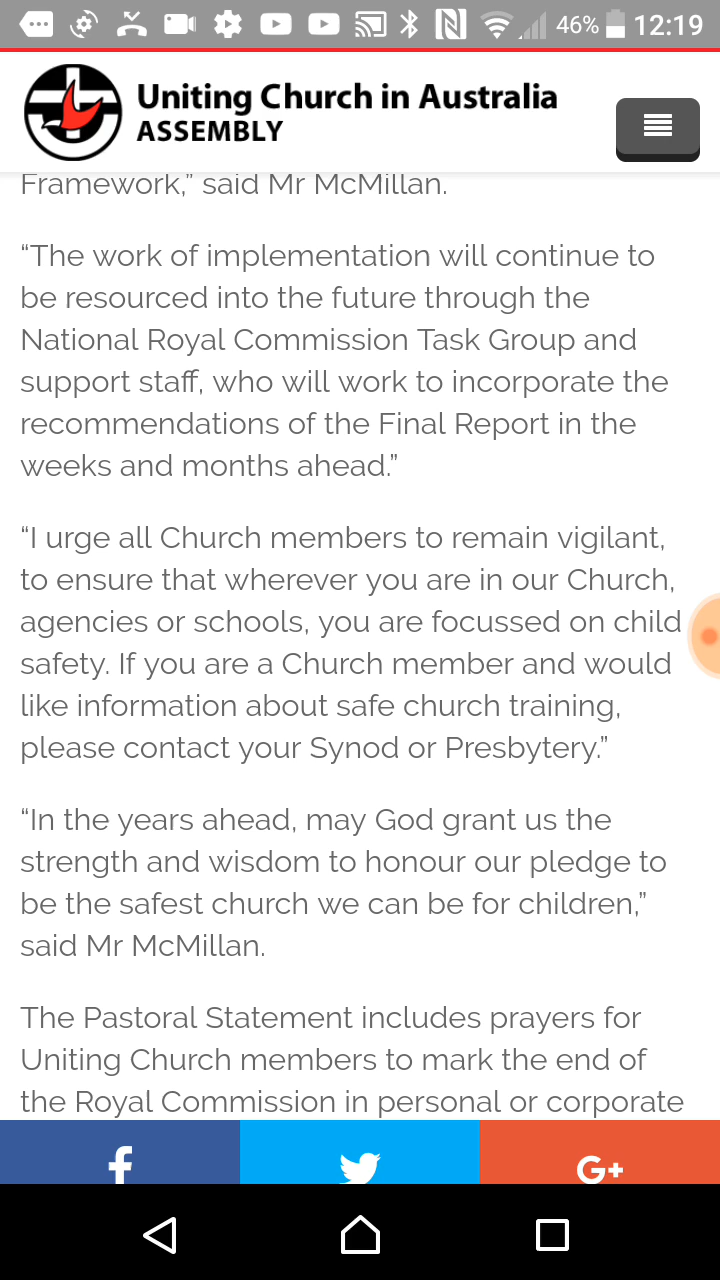 46% 12:19
Uniting Church in Australia
ASSEMBLY
Framework,” said Mr McMillan.
“The work of implementation will continue to
be resourced into the future through the
National Royal Commission Task Group and
support staff, who will work to incorporate the
recommendations of the Final Report in the
weeks and months ahead.”
“I urge all Church members to remain vigilant,
to ensure that wherever you are in our Church,
agencies or schools, you are focussed on child
safety. If you are a Church member and would
like information about safe church training,
please contact your Synod or Presbytery.”
“In the years ahead, may God grant us the
strength and wisdom to honour our pledge to
be the safest church we can be for children,”
said Mr McMillan.
The Pastoral Statement includes prayers for
Uniting Church members to mark the end of
the Royal Commission in personal or corporate
f G+